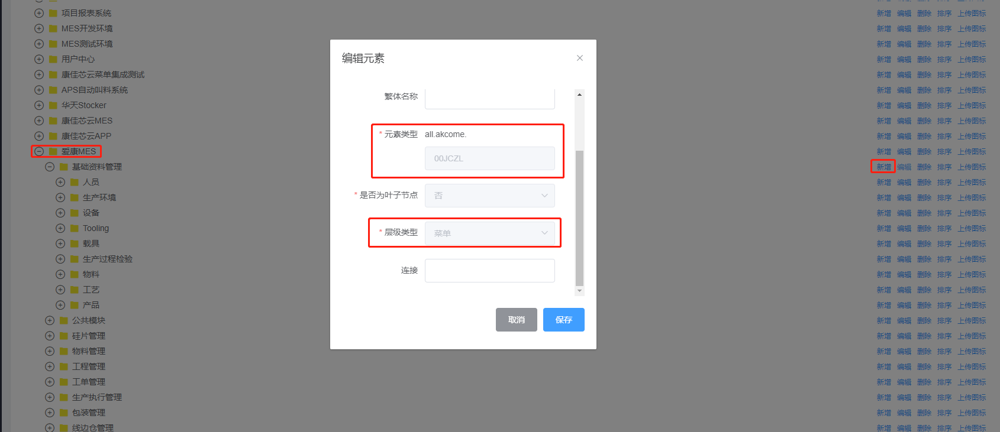 项目报表系统 新增 编辑 删除 排序 上传图标
MES开发环境 新增 编辑 删除 排序 上传图标
MES测试环境 新增 编辑 删除 排序 上传图标
用户中心 新增 编辑 删除 排序 上传图标
康佳芯云菜单集成测试 新增 编辑 删除 排序 上传图标
APS自动叫料系统 新增 编辑 删除 排序 上传图标
华天Stocker 新增 编辑 删除 排序 上传图标
康佳芯云MES 新增 编辑 删除 排序 上传图标
康佳芯云APP 新增 编辑 删除 排序 上传图标
爱康MES 新增 编辑 删除 排序 上传图标
基础资料管理 新增 编辑 删除 排序 上传图标
人员 新增 编辑 删除 排序 上传图标
生产环境 新增 编辑 删除 排序 上传图标
设备 新增 编辑 删除 排序 上传图标
Tooling 新增 编辑 删除 排序 上传图标
载具 新增 编辑 删除 排序 上传图标
生产过程检验 新增 编辑 删除 排序 上传图标
物料 新增 编辑 删除 排序 上传图标
工艺 新增 编辑 删除 排序 上传图标
产品 新增 编辑 删除 排序 上传图标
公共模块 新增 编辑 删除 排序 上传图标
硅片管理 新增 编辑 删除 排序 上传图标
物料管理 新增 编辑 删除 排序 上传图标
工程管理 新增 编辑 删除 排序 上传图标
工单管理 新增 编辑 删除 排序 上传图标
生产执行管理 新增 编辑 删除 排序 上传图标
包装管理 新增 编辑 删除 排序 上传图标
线边仓管理 新增 编辑 删除 排序 上传图标
编辑元素
繁体名称
* 元素类型 all.akcome.
00JCZL
* 是否为叶子节点 否
* 层级类型 菜单
连接
取消 保存